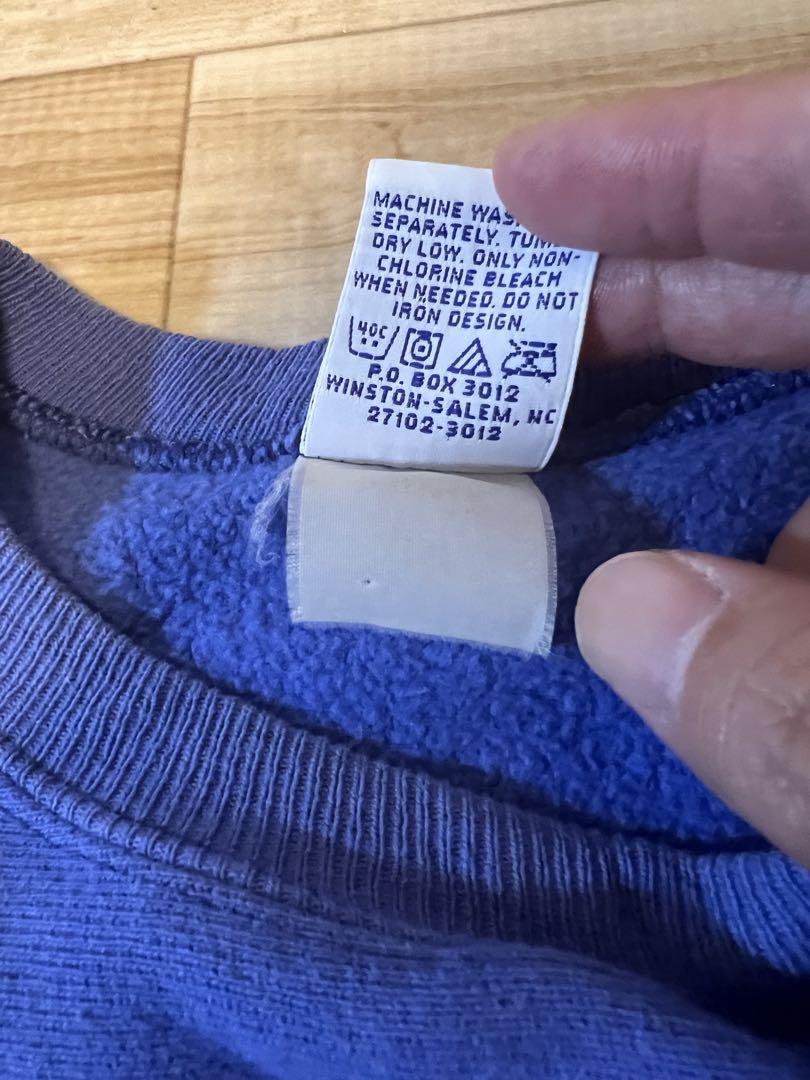 MACHINE WAS
SEPARATELY. TUM
DRY LOW. ONLY NON-
CHLORINE BLEACH
WHEN NEEDED. DO NOT
IRON DESIGN.
40C
P.O. BOX 3012
WINSTON-SALEM, NC
27102-3012